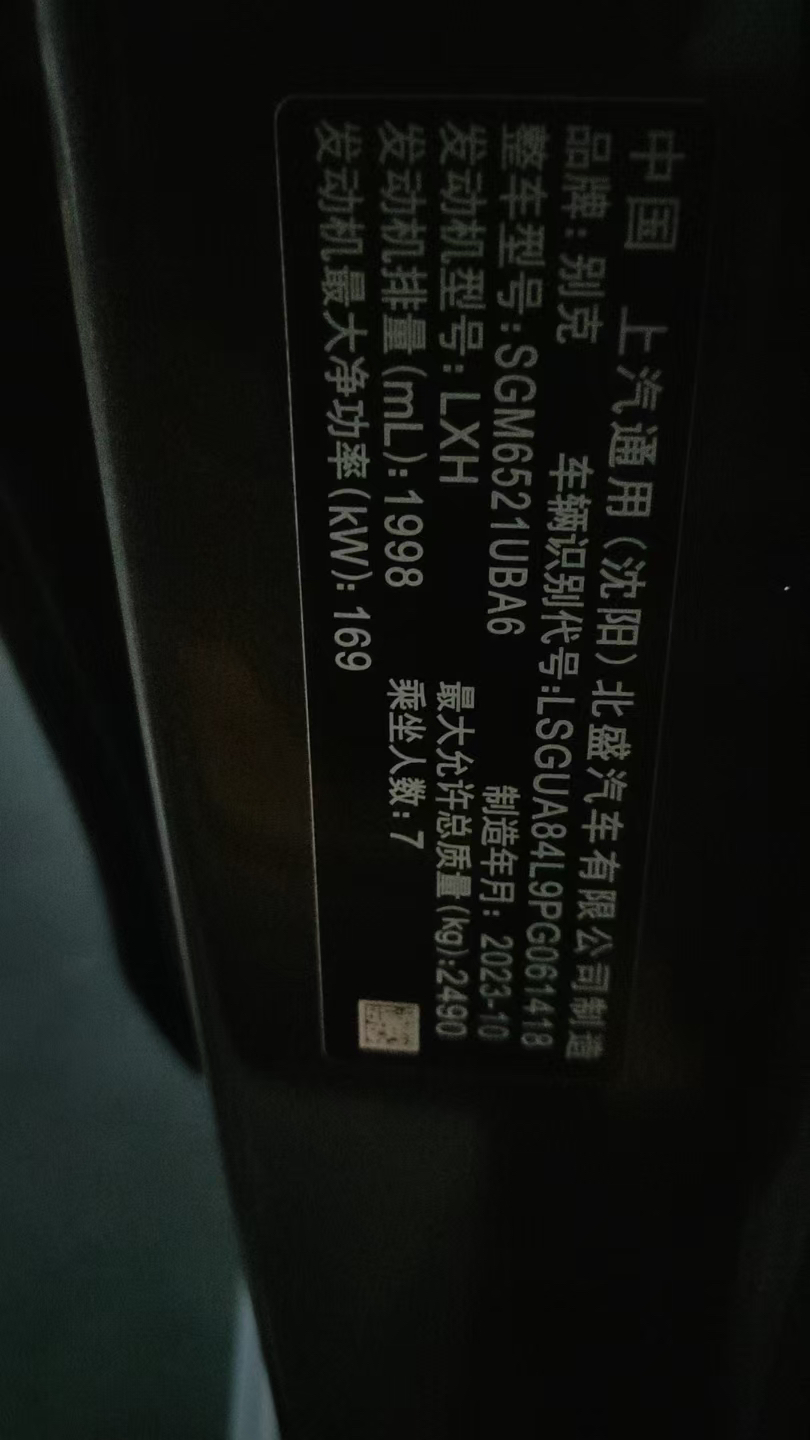 中国 上汽通用（沈阳）北盛汽车有限公司制造
品牌：别克 车辆识别代号:LSGUA84L9PG061418
整车型号：SGM6521UBA6 制造年月：2023-10
发动机型号：LXH 最大允许总质量(kg):2490
发动机排量(mL)：1998 乘坐人数：7
发动机最大净功率(kW)：169